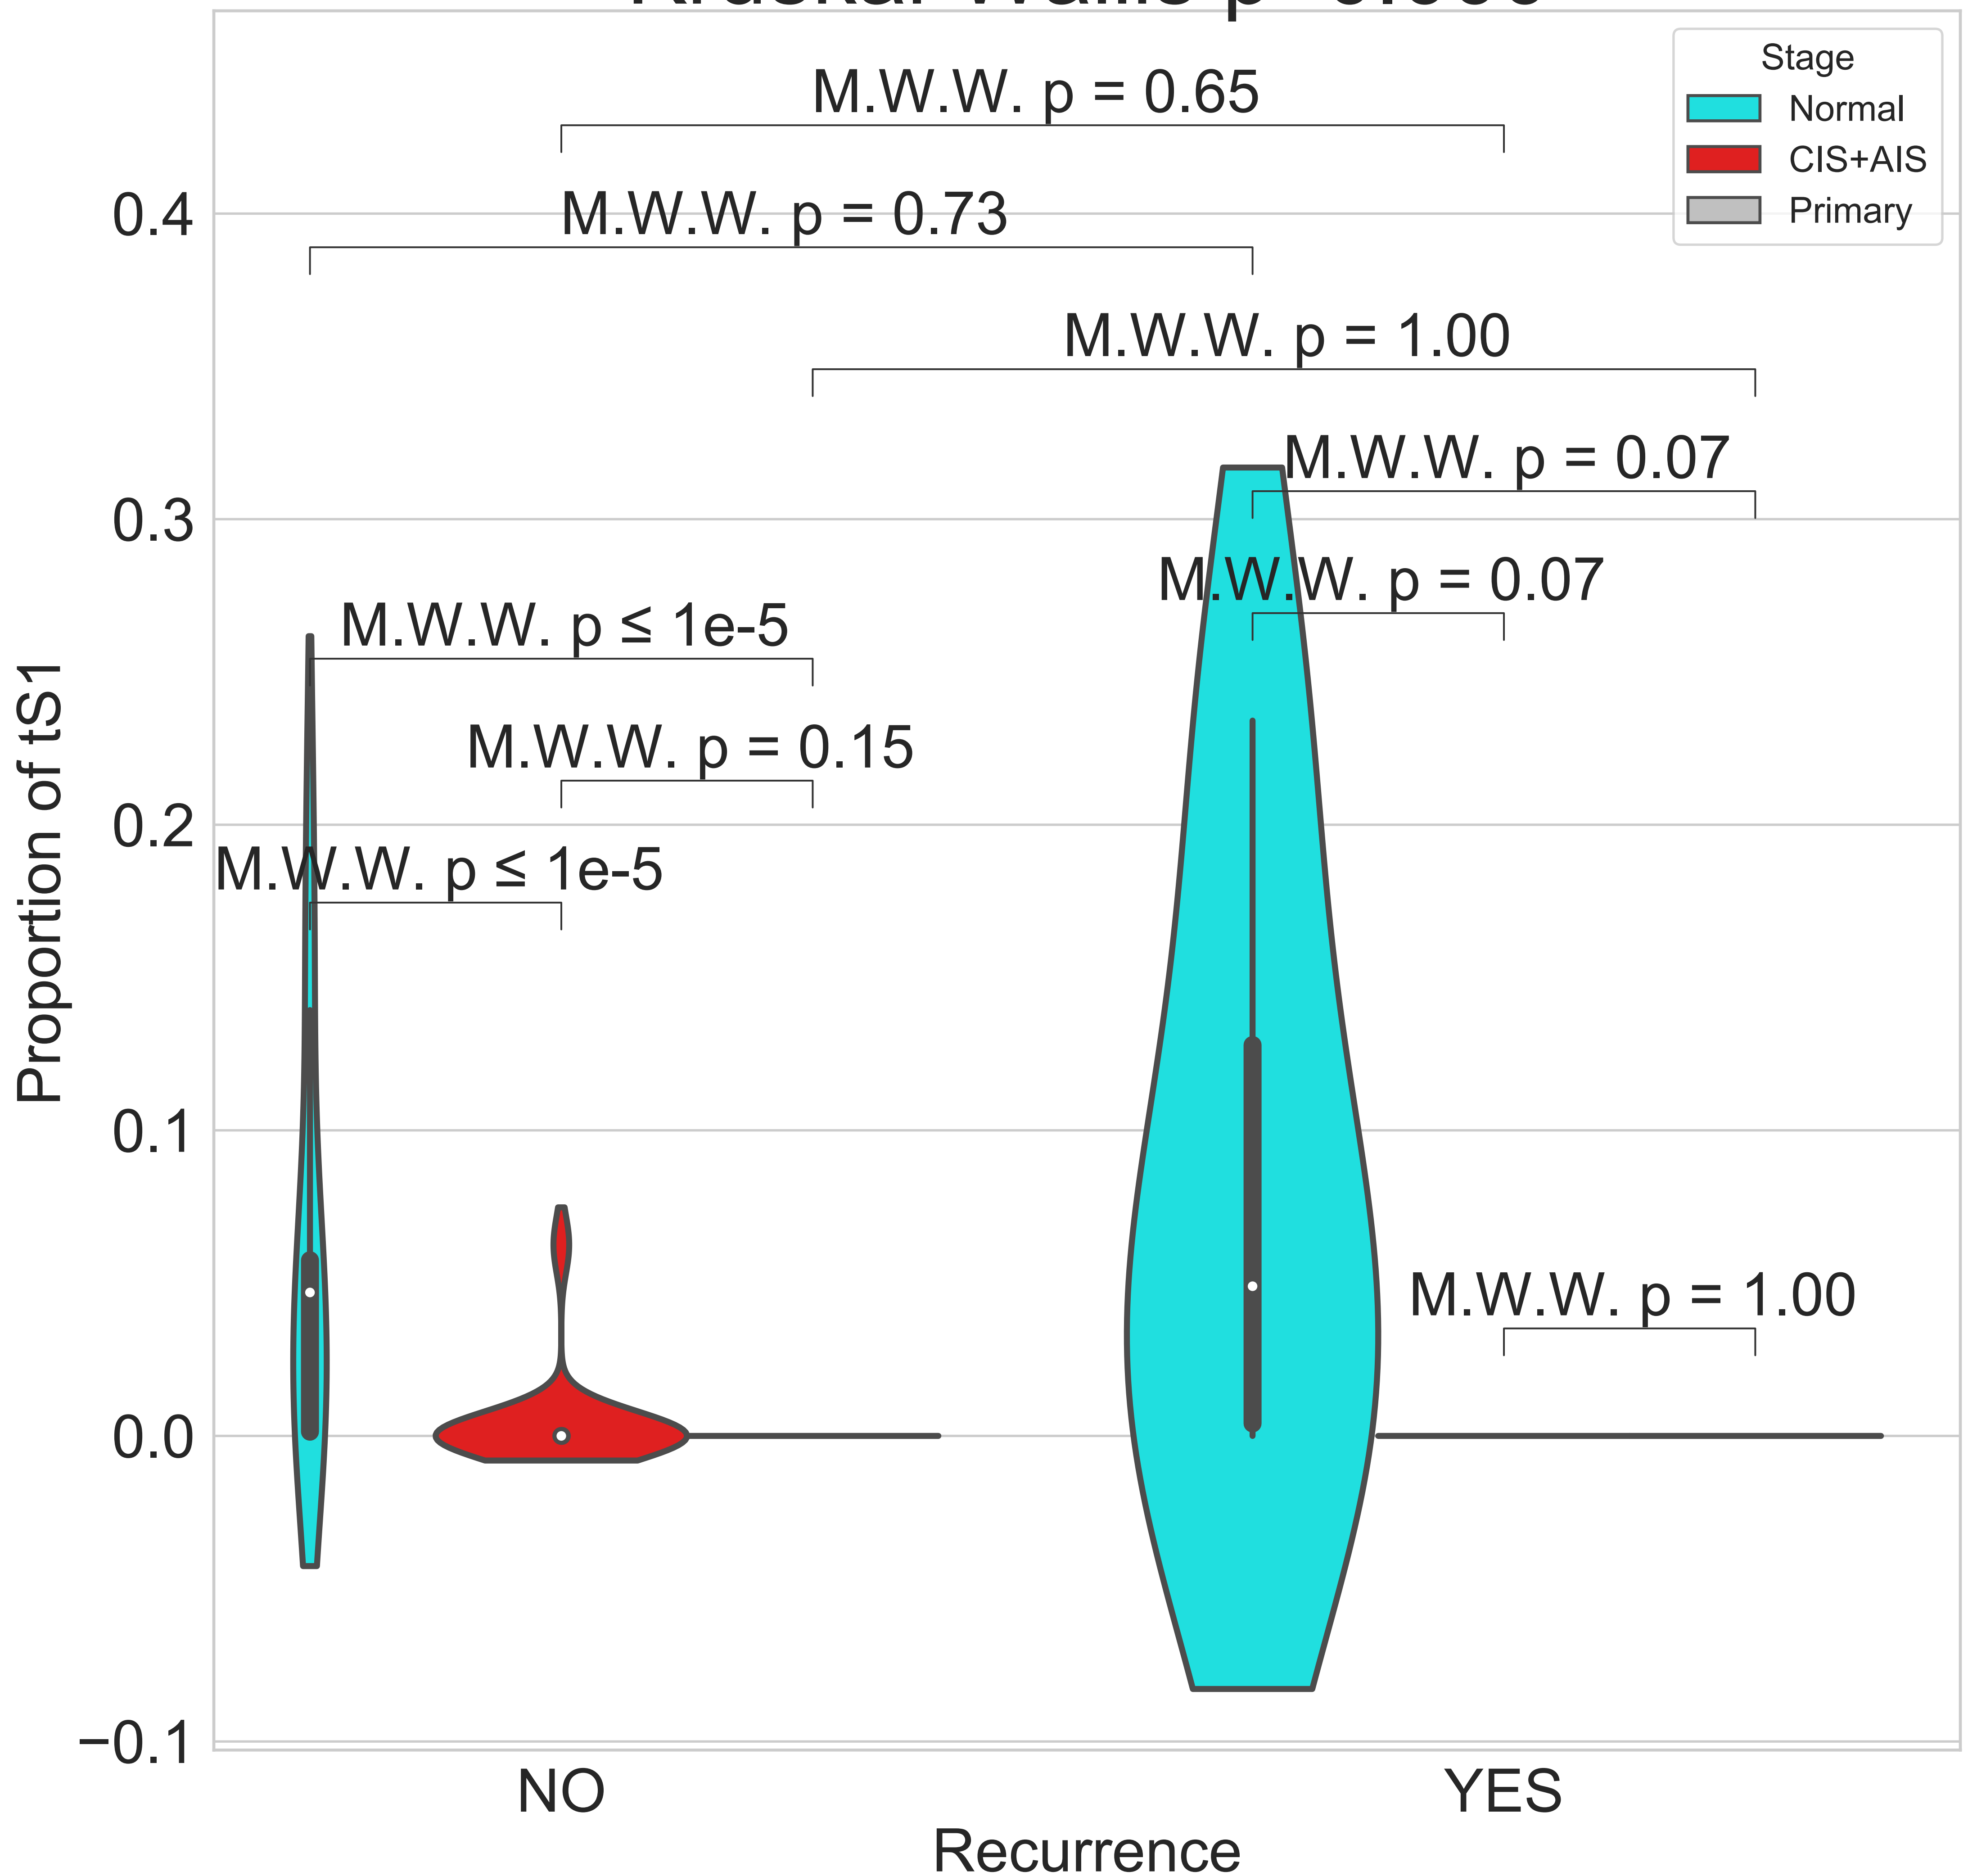 Stage
Normal
CIS+AIS
Primary
M.W.W. p = 0.65
M.W.W. p = 0.73
M.W.W. p = 1.00
M.W.W. p = 0.07
M.W.W. p = 0.07
M.W.W. p ≤ 1e-5
M.W.W. p = 0.15
M.W.W. p ≤ 1e-5
M.W.W. p = 1.00
0.4
0.3
0.2
0.1
0.0
−0.1
Proportion of tS1
NO
YES
Recurrence